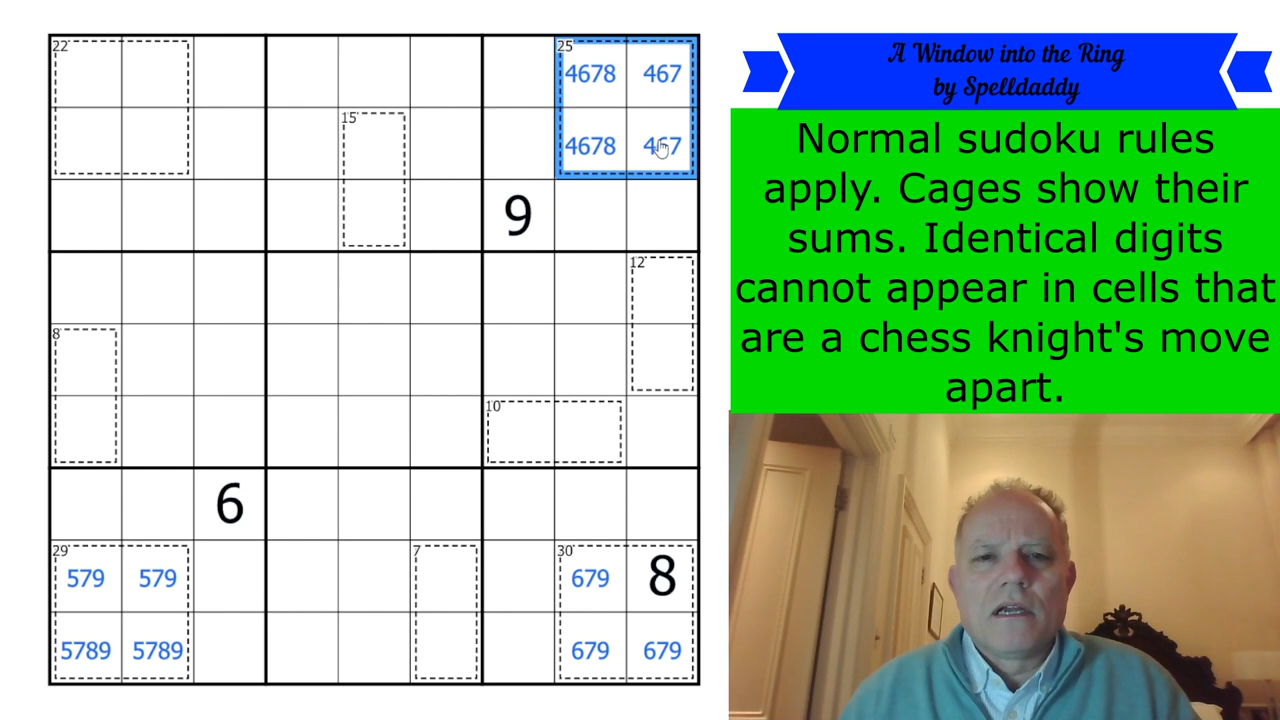 A Window into the Ring
by Spelldaddy
Normal sudoku rules
apply. Cages show their
sums. Identical digits
cannot appear in cells that
are a chess knight's move
apart.
22 25
4678 467
15
4678 467
9
12
8
10
6
29 7 30
579 579 679 8
5789 5789 679 679